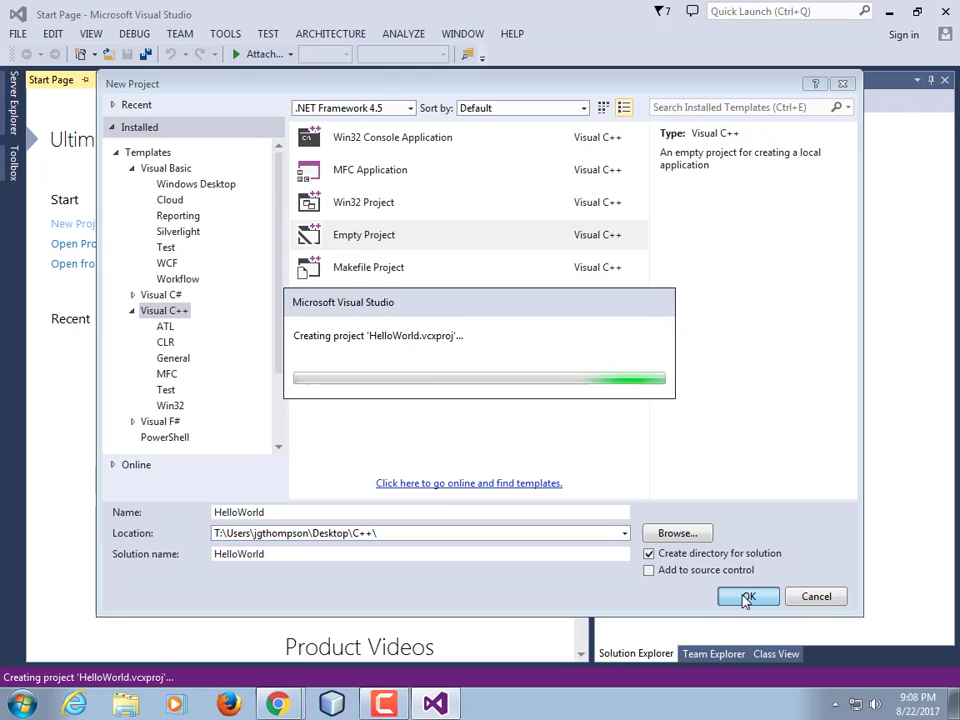 Start Page - Microsoft Visual Studio
7
Quick Launch (Ctrl+Q)
FILE EDIT VIEW DEBUG TEAM TOOLS TEST ARCHITECTURE ANALYZE WINDOW HELP
Sign in
Attach...
Server Explorer
Toolbox
Start Page
New Project
?
Recent
.NET Framework 4.5
Sort by: Default
Search Installed Templates (Ctrl+E)
Installed
Templates
Visual Basic
Windows Desktop
Cloud
Reporting
Silverlight
Test
WCF
Workflow
Visual C#
Visual C++
ATL
CLR
General
MFC
Test
Win32
Visual F#
PowerShell
Online
Win32 Console Application Visual C++
MFC Application Visual C++
Win32 Project Visual C++
Empty Project Visual C++
Makefile Project Visual C++
Type: Visual C++
An empty project for creating a local
application
Ultim
Start
New Proj
Open Pro
Open fro
Recent
Microsoft Visual Studio
Creating project 'HelloWorld.vcxproj'...
Click here to go online and find templates.
Name: HelloWorld
Location: T:\Users\jgthompson\Desktop\C++\
Browse...
Solution name: HelloWorld
Create directory for solution
Add to source control
OK
Cancel
Product Videos
Solution Explorer Team Explorer Class View
Creating project 'HelloWorld.vcxproj'...
9:08 PM
8/22/2017